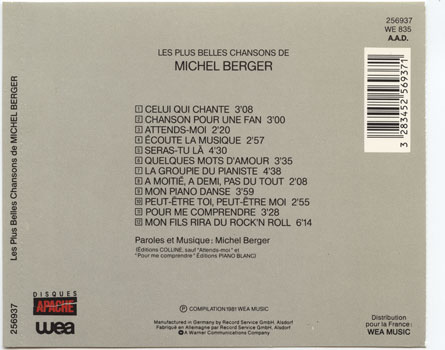 256937
WE 835
A.A.D.
LES PLUS BELLES CHANSONS DE
MICHEL BERGER
1 CELUI QUI CHANTE 3'08
2 CHANSON POUR UNE FAN 3'00
3 ATTENDS-MOI 2'20
4 ÉCOUTE LA MUSIQUE 2'57
5 SERAS-TU LÀ 4'30
6 QUELQUES MOTS D'AMOUR 3'35
7 LA GROUPIE DU PIANISTE 4'38
8 A MOITIÉ, A DEMI, PAS DU TOUT 2'08
9 MON PIANO DANSE 3'59
10 PEUT-ÊTRE TOI, PEUT-ÊTRE MOI 2'55
11 POUR ME COMPRENDRE 3'28
12 MON FILS RIRA DU ROCK'N ROLL 6'14
Paroles et Musique: Michel Berger
(Éditions COLLINE, sauf "Attends-moi" et
"Pour me comprendre" Éditions PIANO BLANC)
℗ COMPILATION 1981 WEA MUSIC
Manufactured in Germany by Record Service GmbH, Alsdorf
Fabriqué en Allemagne par Record Service GmbH, Alsdorf
A Warner Communications Company
Distribution
pour la France:
WEA MUSIC
3 283452 569371
Les Plus Belles Chansons de MICHEL BERGER
DISQUES
APACHE
wea
256937